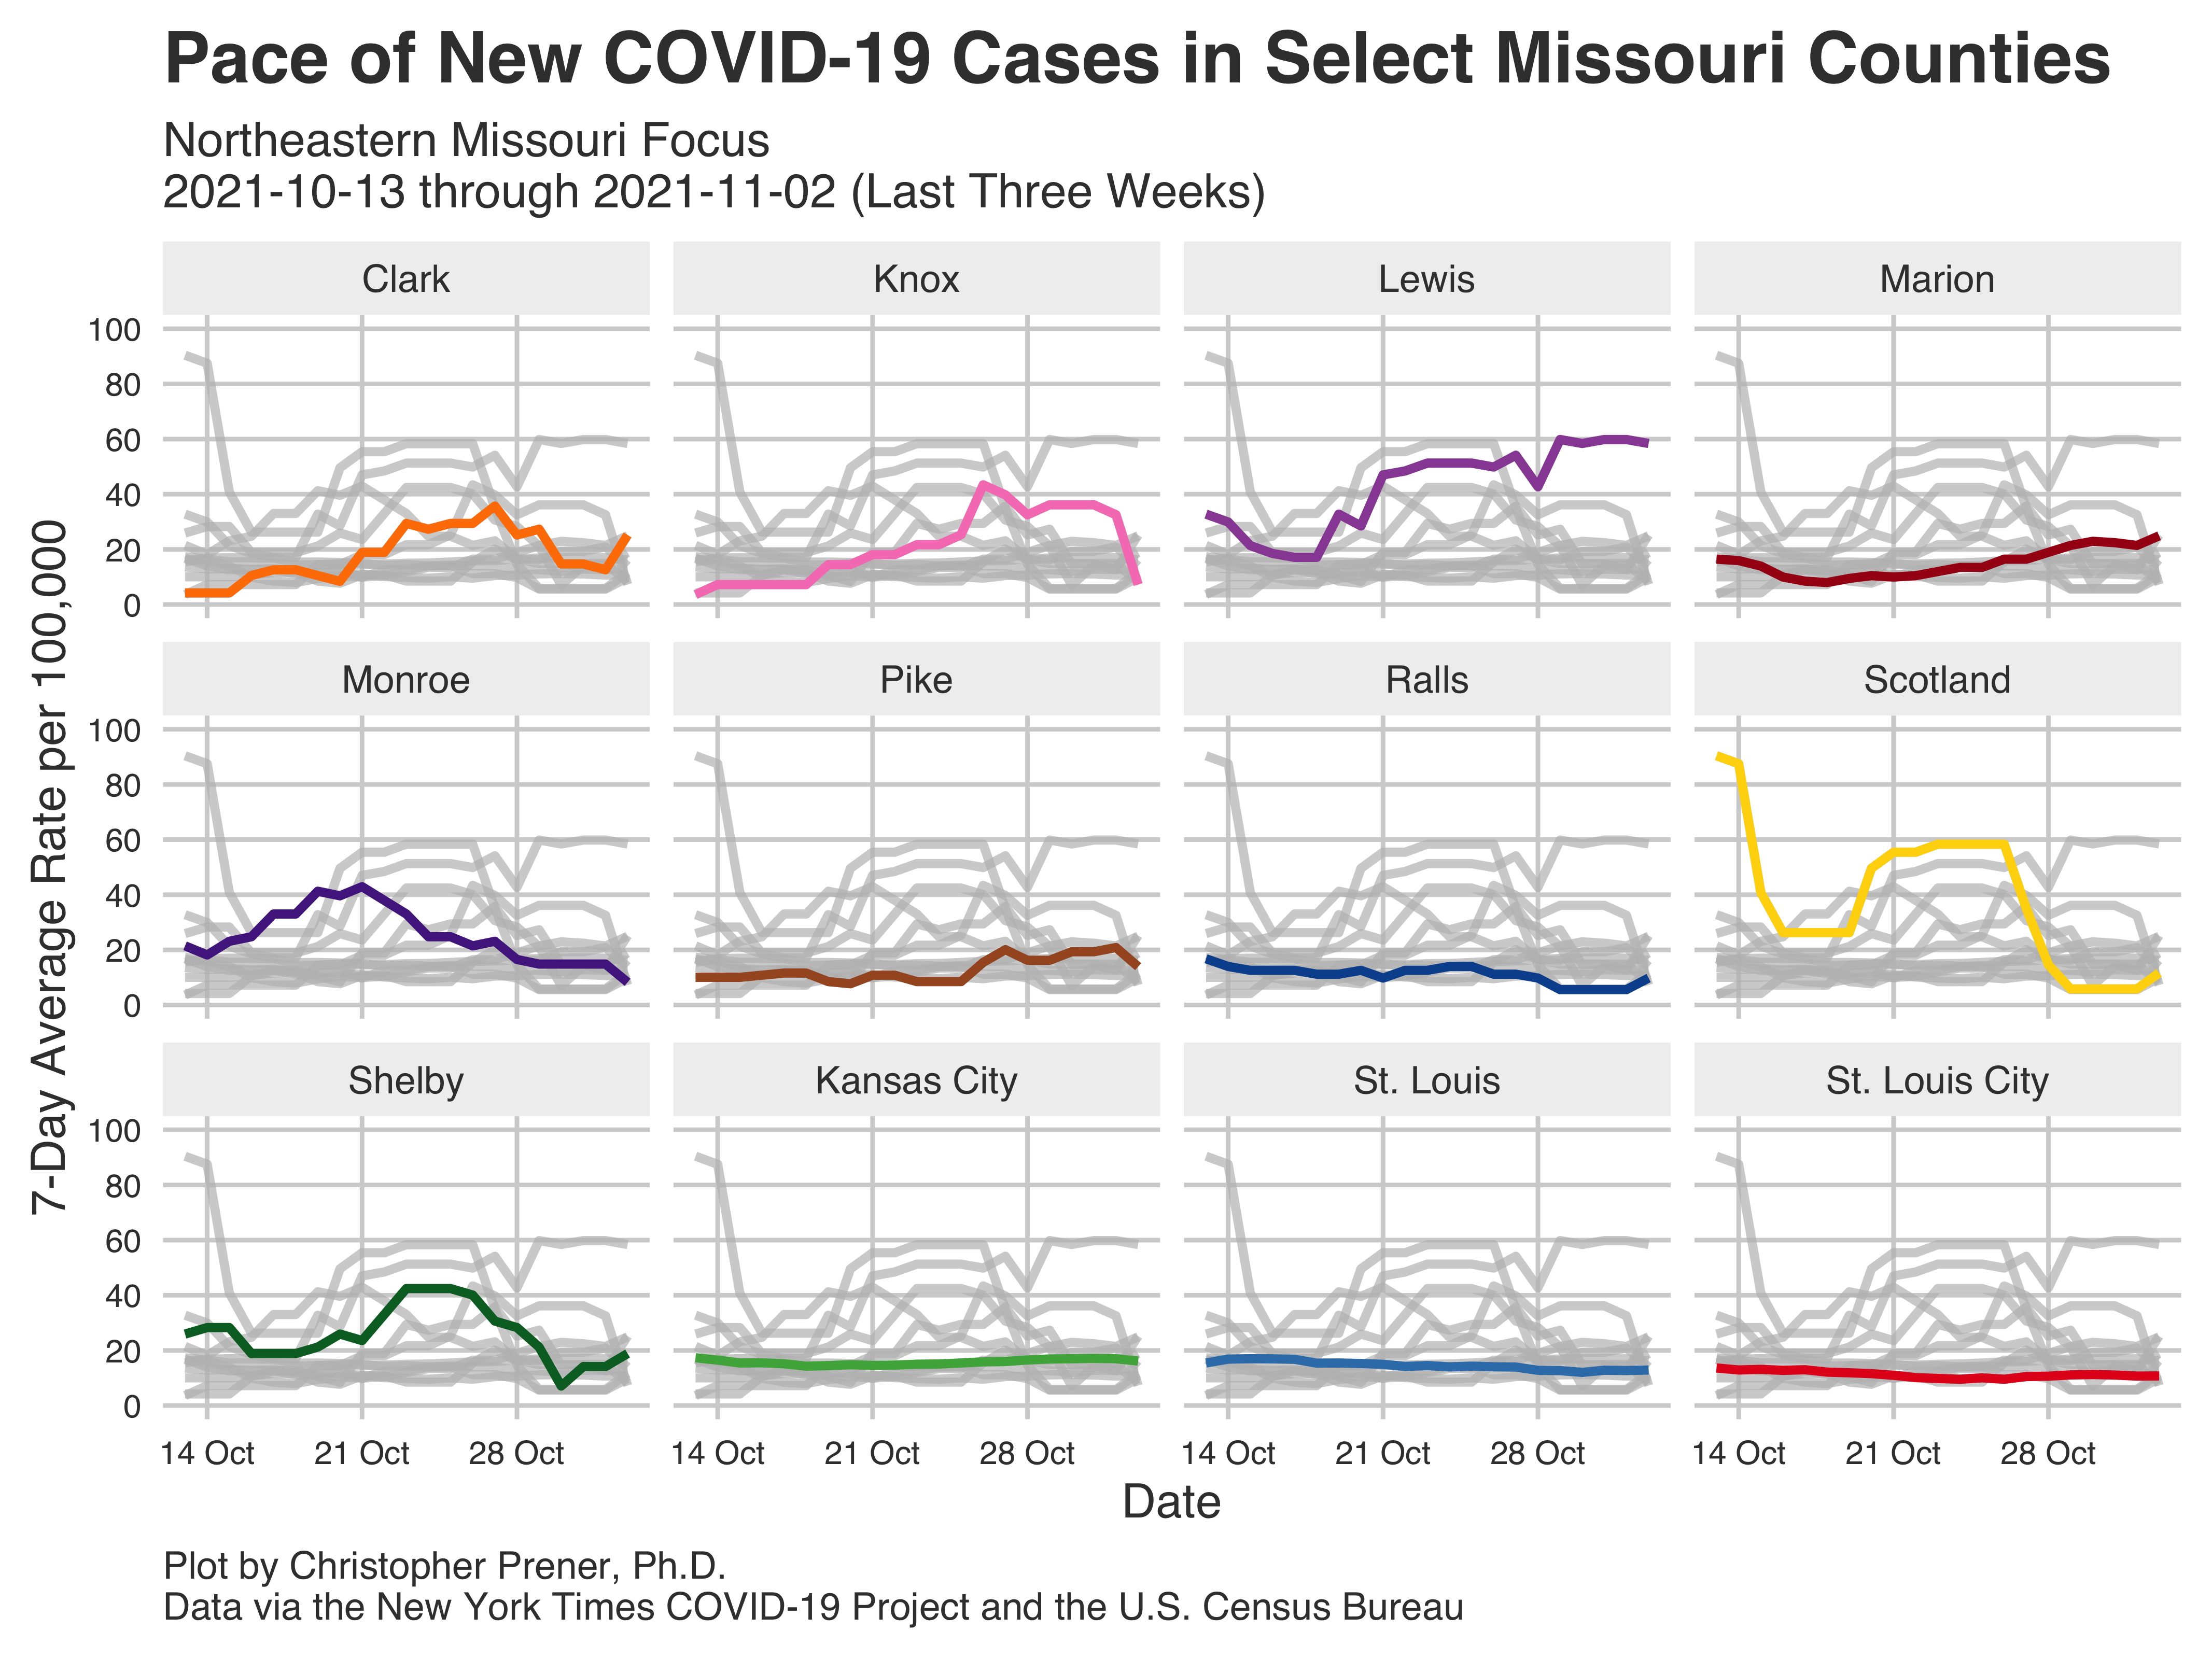 Pace of New COVID-19 Cases in Select Missouri Counties
Northeastern Missouri Focus
2021-10-13 through 2021-11-02 (Last Three Weeks)
7-Day Average Rate per 100,000
Clark
Knox
Lewis
Marion
100
80
60
40
20
0
Monroe
Pike
Ralls
Scotland
100
80
60
40
20
0
Shelby
Kansas City
St. Louis
St. Louis City
100
80
60
40
20
0
14 Oct 21 Oct 28 Oct
14 Oct 21 Oct 28 Oct
14 Oct 21 Oct 28 Oct
14 Oct 21 Oct 28 Oct
Date
Plot by Christopher Prener, Ph.D.
Data via the New York Times COVID-19 Project and the U.S. Census Bureau